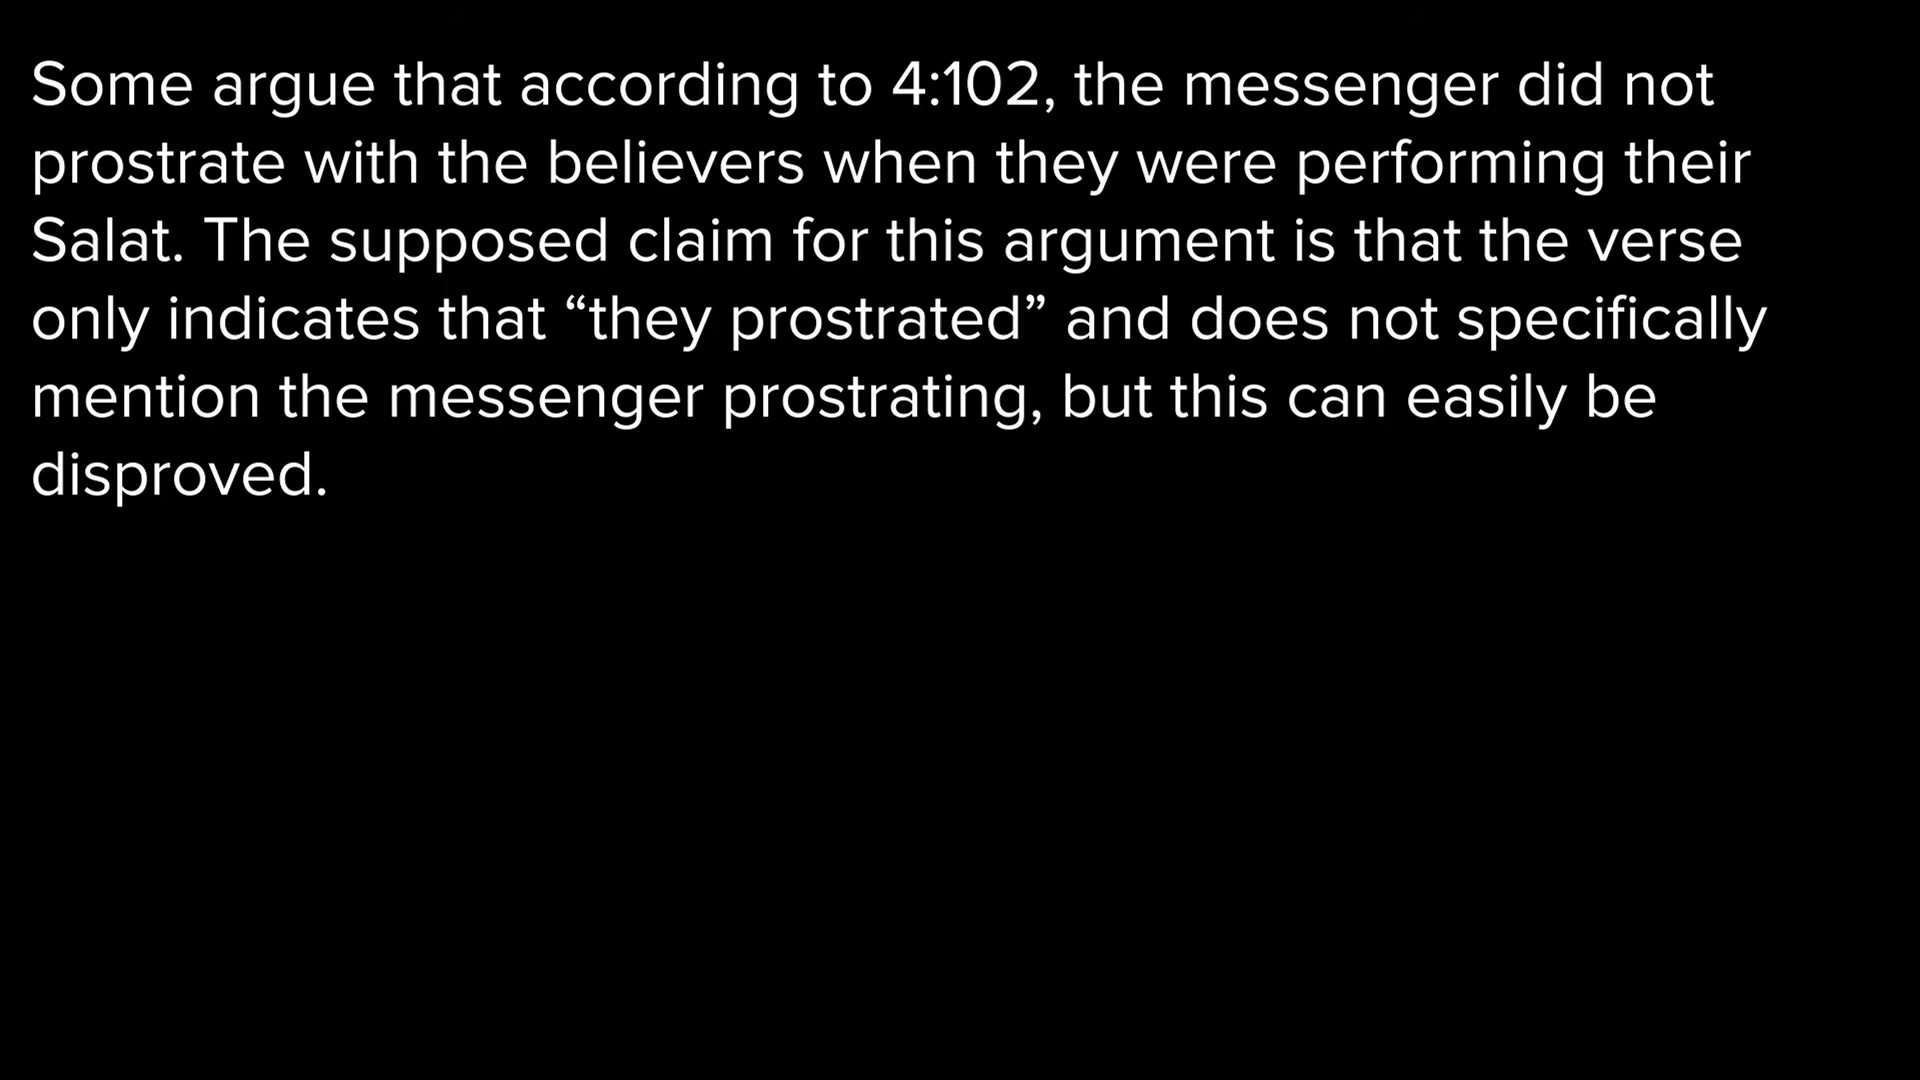 Some argue that according to 4:102, the messenger did not
prostrate with the believers when they were performing their
Salat. The supposed claim for this argument is that the verse
only indicates that “they prostrated” and does not specifically
mention the messenger prostrating, but this can easily be
disproved.